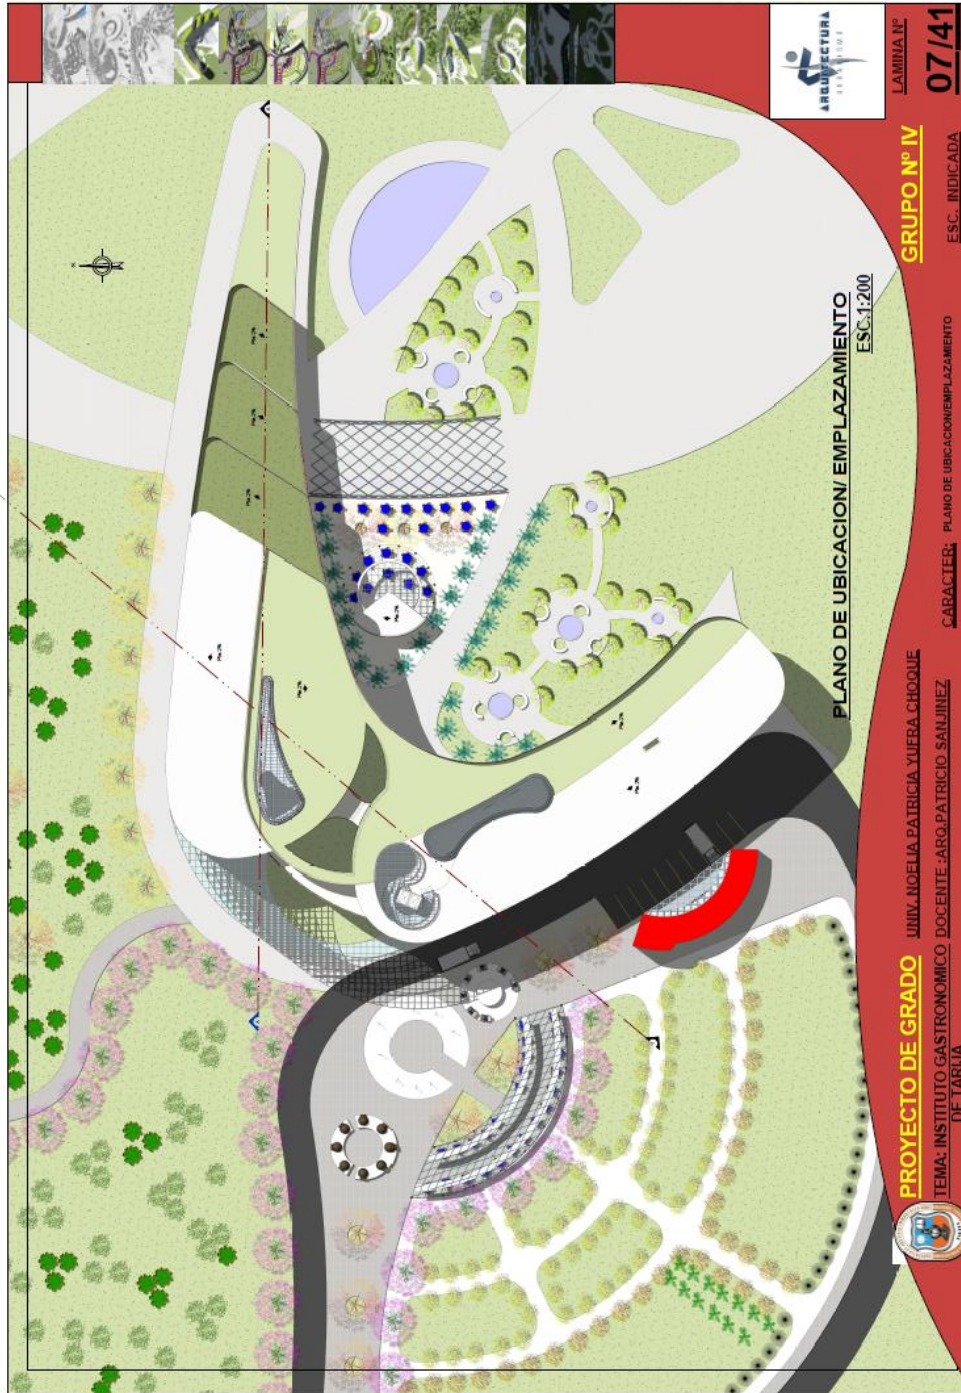 PLANO DE UBICACION/ EMPLAZAMIENTO
ESC.1:200
ARQUITECTURA
URBANISMO
LAMINA Nº
07/41
GRUPO Nº IV
ESC. INDICADA
PROYECTO DE GRADO
UNIV. NOELIA PATRICIA YUFRA CHOQUE
TEMA: INSTITUTO GASTRONOMICO DE TARIJA
DOCENTE :ARQ.PATRICIO SANJINEZ
CARACTER: PLANO DE UBICACION/EMPLAZAMIENTO
N